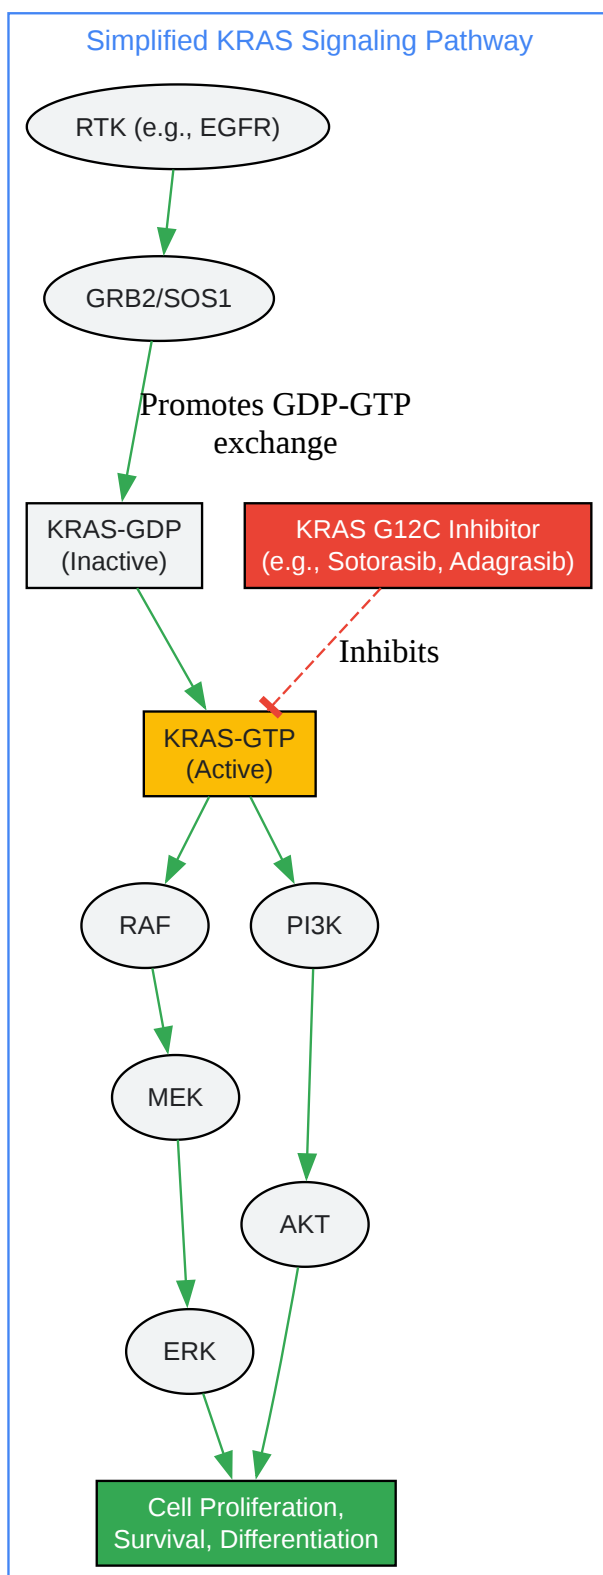 Simplified KRAS Signaling Pathway
RTK (e.g., EGFR)
GRB2/SOS1
Promotes GDP-GTP
exchange
KRAS-GDP
(Inactive)
KRAS G12C Inhibitor
(e.g., Sotorasib, Adagrasib)
Inhibits
KRAS-GTP
(Active)
RAF
PI3K
MEK
AKT
ERK
Cell Proliferation,
Survival, Differentiation